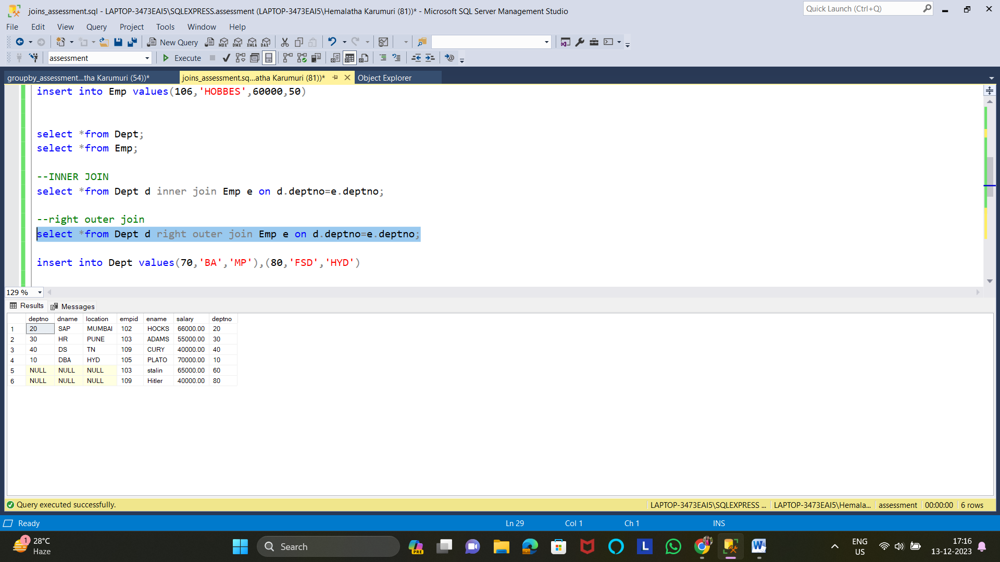 joins_assessment.sql - LAPTOP-3473EAI5\SQLEXPRESS.assessment (LAPTOP-3473EAI5\Hemalatha Karumuri (81))* - Microsoft SQL Server Management Studio
Quick Launch (Ctrl+Q)
File Edit View Query Project Tools Window Help
New Query MDX DMX XMLA DAX
assessment Execute
groupby_assessment...tha Karumuri (54))* joins_assessment.sq...atha Karumuri (81))* Object Explorer
insert into Emp values(106,'HOBBES',60000,50)
select *from Dept;
select *from Emp;
--INNER JOIN
select *from Dept d inner join Emp e on d.deptno=e.deptno;
--right outer join
select *from Dept d right outer join Emp e on d.deptno=e.deptno;
insert into Dept values(70,'BA','MP'),(80,'FSD','HYD')
129 %
Results Messages
deptno dname location empid ename salary deptno
1 20 SAP MUMBAI 102 HOCKS 66000.00 20
2 30 HR PUNE 103 ADAMS 55000.00 30
3 40 DS TN 109 CURY 40000.00 40
4 10 DBA HYD 105 PLATO 70000.00 10
5 NULL NULL NULL 103 stalin 65000.00 60
6 NULL NULL NULL 109 Hitler 40000.00 80
Query executed successfully. LAPTOP-3473EAI5\SQLEXPRESS ... LAPTOP-3473EAI5\Hemala... assessment 00:00:00 6 rows
Ready Ln 29 Col 1 Ch 1 INS
1 28°C
Haze
Search
PRE
L
W
ENG
US
17:16
13-12-2023